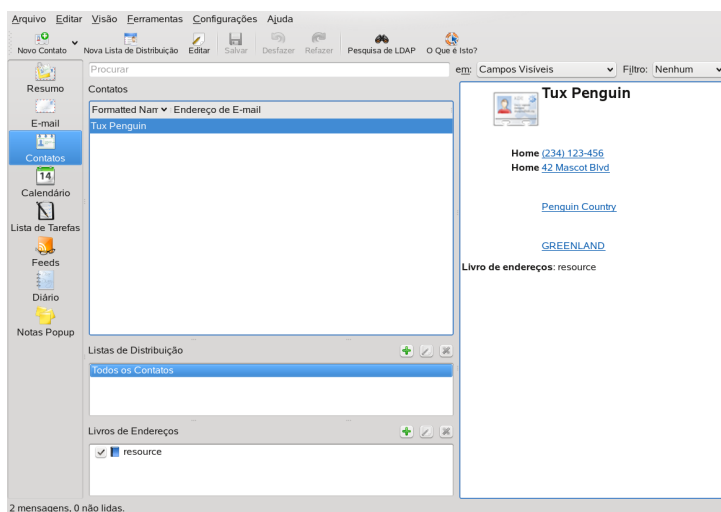 Arquivo Editar Visão Ferramentas Configurações Ajuda
Novo Contato Nova Lista de Distribuição Editar Salvar Desfazer Refazer Pesquisa de LDAP O Que é Isto?
Procurar em: Campos Visíveis Filtro: Nenhum
Resumo
E-mail
Contatos
14
Calendário
Lista de Tarefas
Feeds
Diário
Notas Popup
Contatos
Formatted Nam Endereço de E-mail
Tux Penguin
Listas de Distribuição
Todos os Contatos
Livros de Endereços
resource
Tux Penguin
Home (234) 123-456
Home 42 Mascot Blvd
Penguin Country
GREENLAND
Livro de endereços: resource
2 mensagens, 0 não lidas.